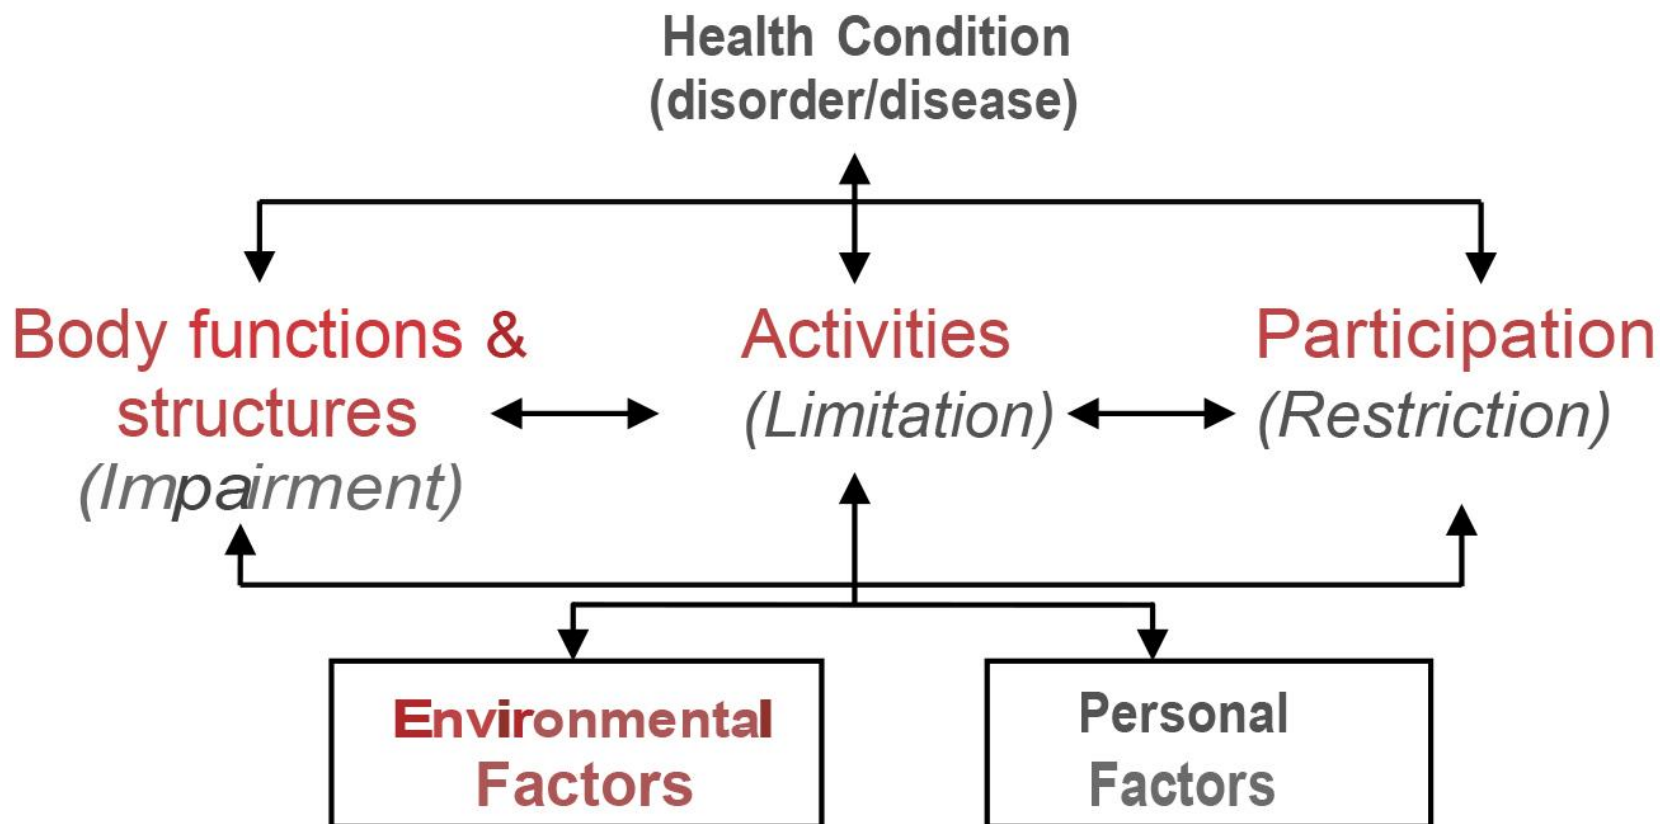 Health Condition
(disorder/disease)
Body functions &
structures
(Impairment)
Activities
(Limitation)
Participation
(Restriction)
Environmental
Factors
Personal
Factors